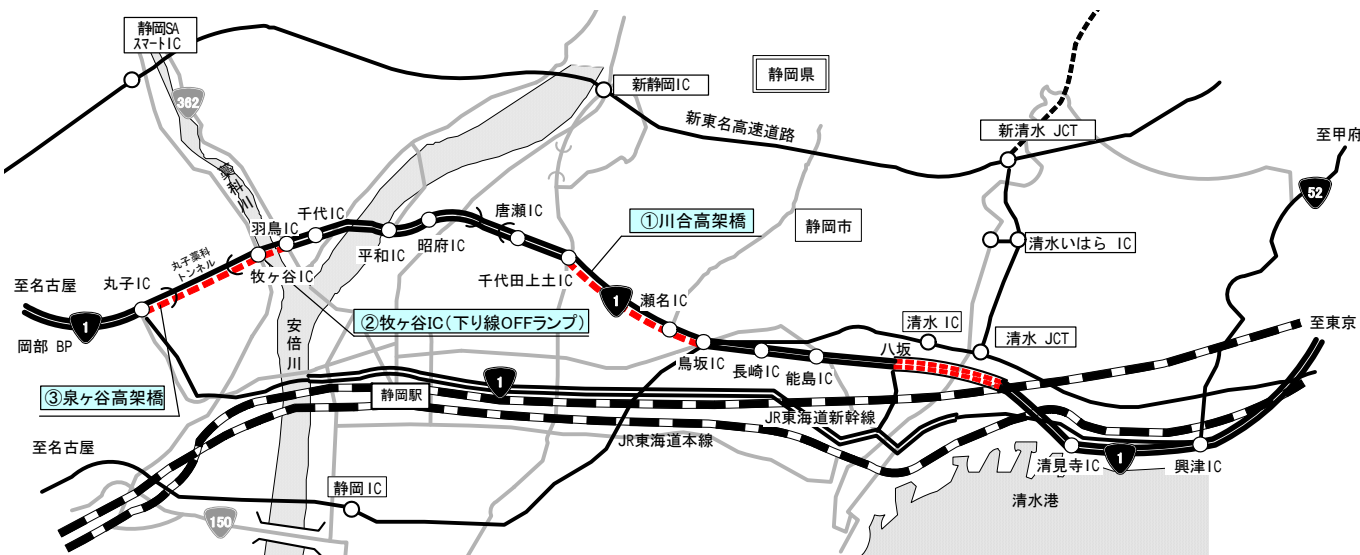 静岡SA
スマートIC
362
新静岡IC
静岡県
新東名高速道路
新清水 JCT
至甲府
52
藁科川
羽鳥IC
千代IC
平和IC
昭府IC
唐瀬IC
①川合高架橋
静岡市
清水いはら IC
丸子藁科
トンネル
牧ヶ谷IC
千代田上土IC
至名古屋
丸子IC
1
岡部 BP
②牧ヶ谷IC(下り線OFFランプ)
1
瀬名IC
鳥坂IC
長崎IC
能島IC
清水 IC
清水 JCT
八坂
至東京
安倍川
③泉ヶ谷高架橋
静岡駅
1
JR東海道新幹線
JR東海道本線
至名古屋
静岡IC
150
清見寺IC
1
興津IC
清水港